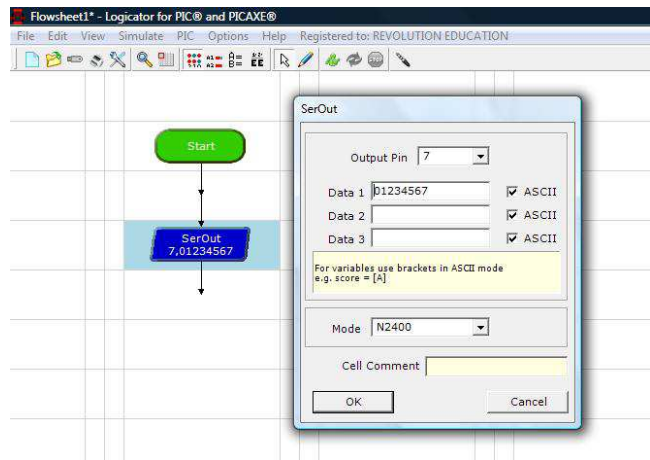 Flowsheet1* - Logicator for PIC® and PICAXE®
File Edit View Simulate PIC Options Help Registered to: REVOLUTION EDUCATION
Start
SerOut
7,01234567
SerOut
Output Pin 7
Data 1 01234567 ASCII
Data 2 ASCII
Data 3 ASCII
For variables use brackets in ASCII mode
e.g. score = [A]
Mode N2400
Cell Comment
OK Cancel